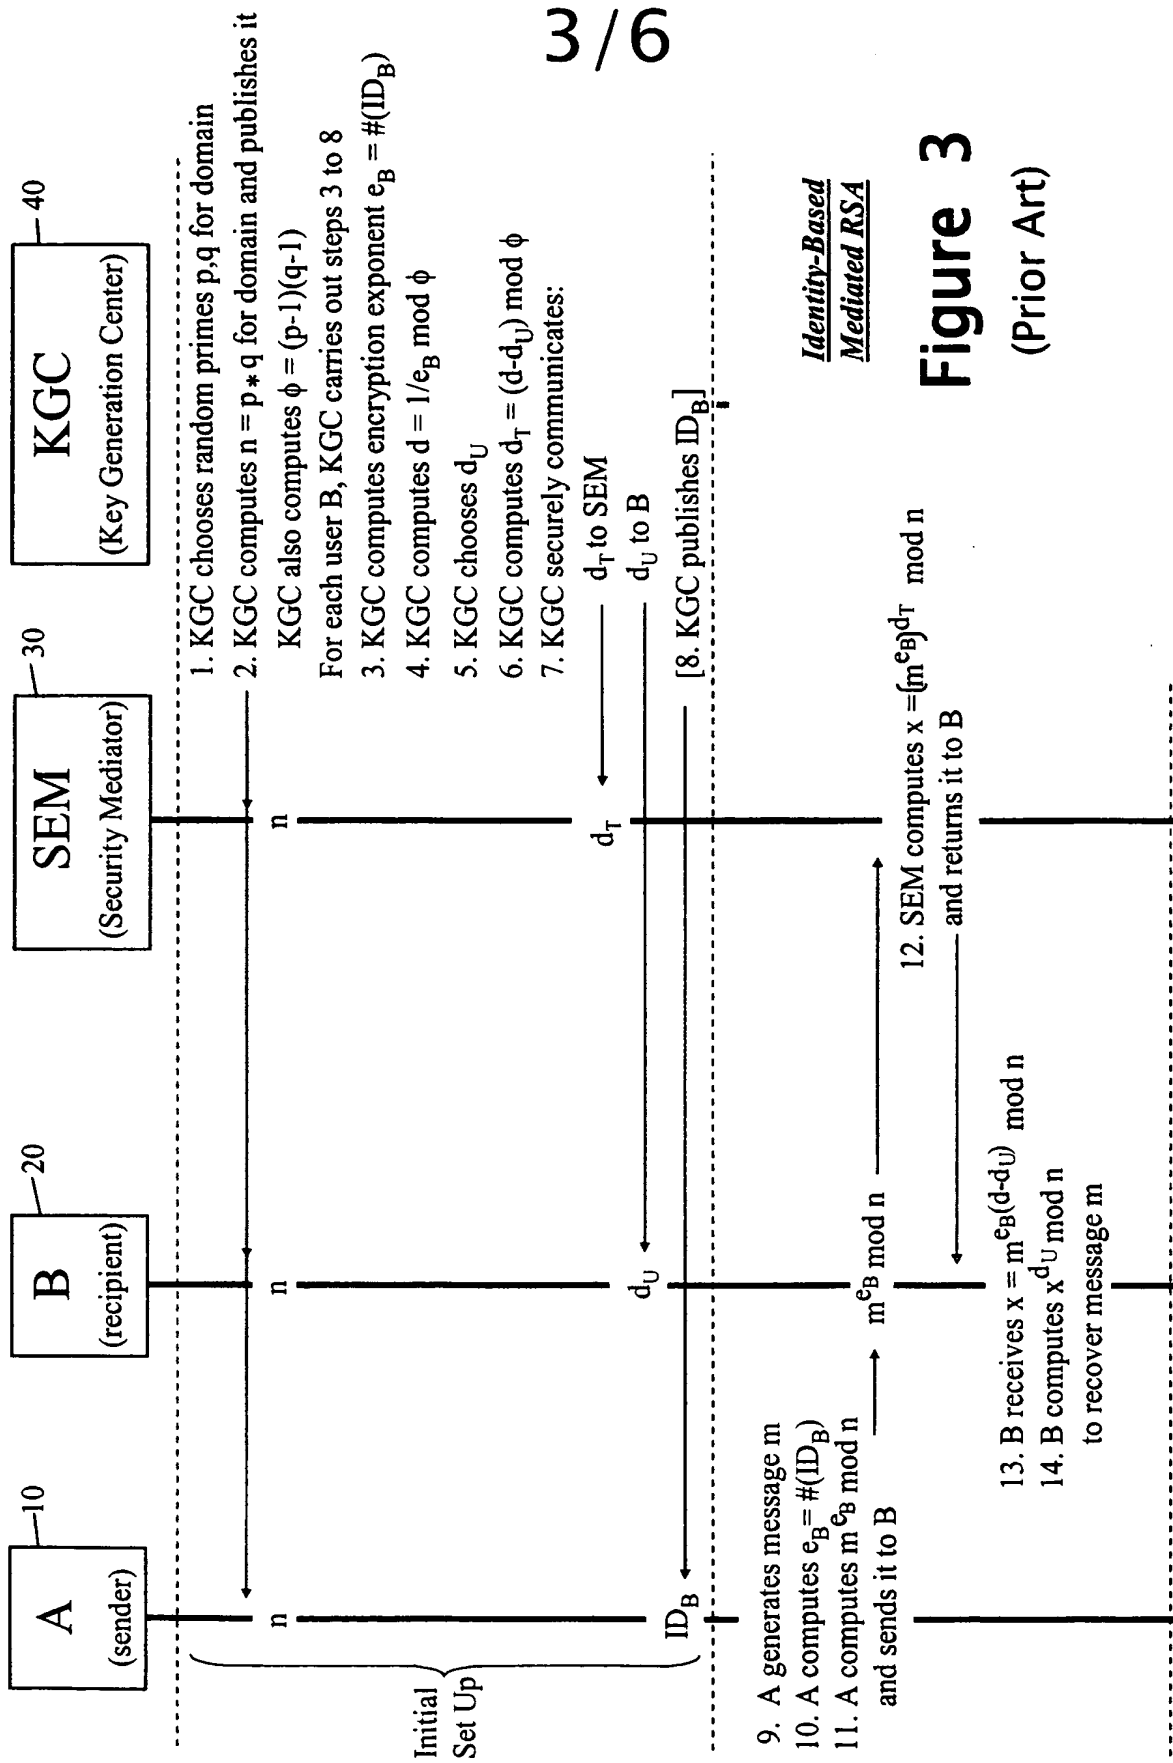 3/6
A
(sender)
10
B
(recipient)
20
SEM
(Security Mediator)
30
KGC
(Key Generation Center)
40
Initial
Set Up
1. KGC chooses random primes p,q for domain
2. KGC computes n = p * q for domain and publishes it
KGC also computes ϕ = (p-1)(q-1)
n
n
n
For each user B, KGC carries out steps 3 to 8
3. KGC computes encryption exponent e_B = #(ID_B)
4. KGC computes d = 1/e_B mod ϕ
5. KGC chooses d_U
6. KGC computes d_T = (d-d_U) mod ϕ
7. KGC securely communicates:
d_T
d_T to SEM
d_U
d_U to B
ID_B
[8. KGC publishes ID_B]
9. A generates message m
10. A computes e_B = #(ID_B)
11. A computes m^e_B mod n
and sends it to B
m^e_B mod n
12. SEM computes x =(m^e_B)^d_T mod n
and returns it to B
13. B receives x = m^e_B(d-d_U) mod n
14. B computes x^d_U mod n
to recover message m
Identity-Based
Mediated RSA
Figure 3
(Prior Art)